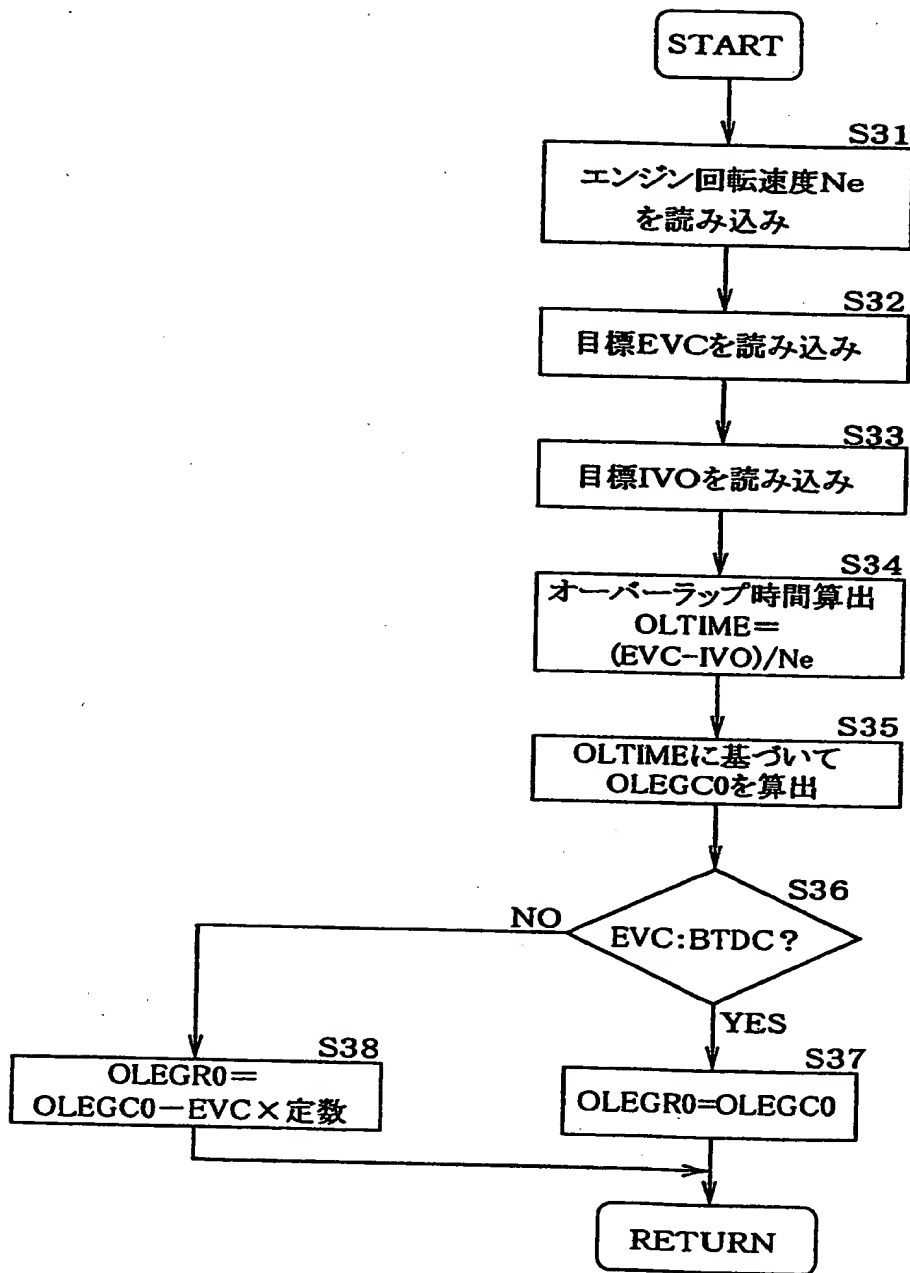 START
S31
エンジン回転速度Ne
を読み込み
S32
目標EVCを読み込み
S33
目標IVOを読み込み
S34
オーバーラップ時間算出
OLTIME=
(EVC-IVO)/Ne
S35
OLTIMEに基づいて
OLEGC0を算出
S36
EVC:BTDC?
NO
YES
S38
OLEGR0=
OLEGC0-EVC×定数
S37
OLEGR0=OLEGC0
RETURN